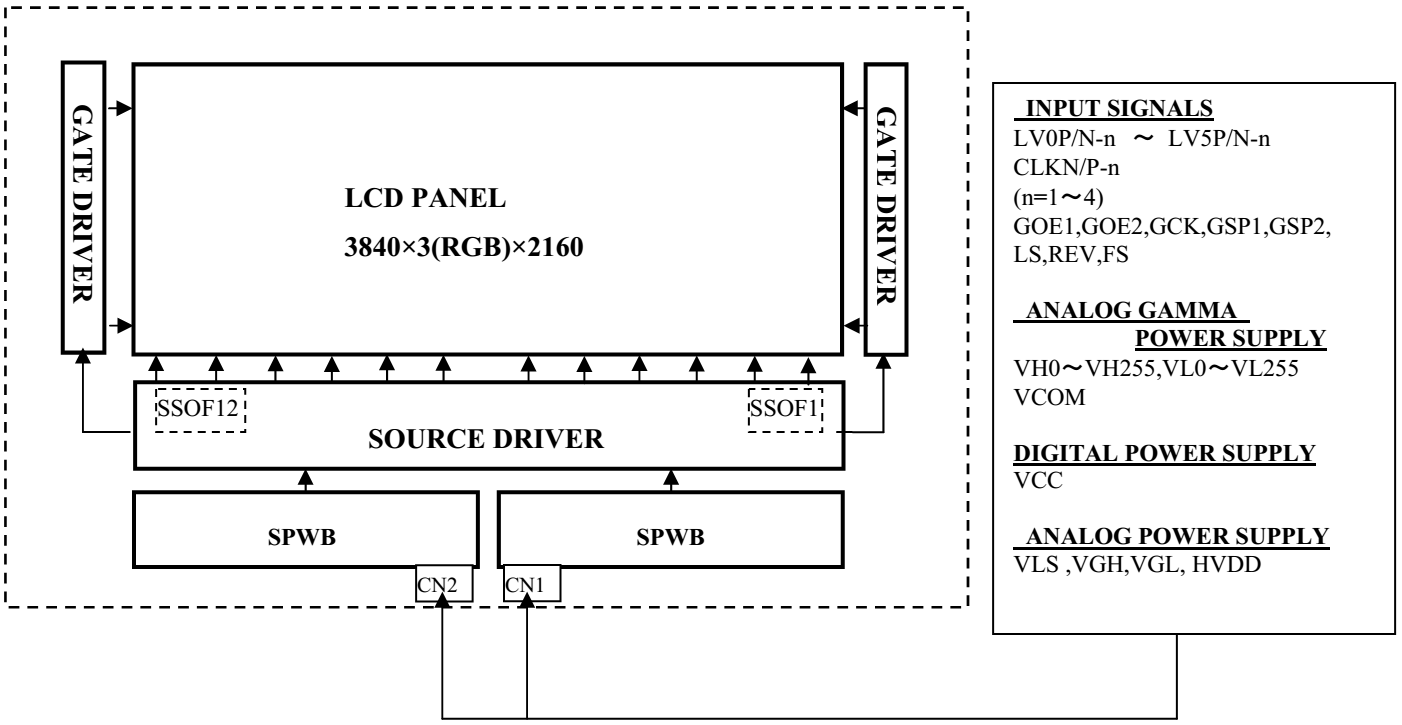 GATE DRIVER
LCD PANEL
3840×3(RGB)×2160
GATE DRIVER
SSOF12
SSOF1
SOURCE DRIVER
SPWB
SPWB
CN2
CN1
INPUT SIGNALS
LV0P/N-n ～ LV5P/N-n
CLKN/P-n
(n=1～4)
GOE1,GOE2,GCK,GSP1,GSP2,
LS,REV,FS
ANALOG GAMMA
POWER SUPPLY
VH0～VH255,VL0～VL255
VCOM
DIGITAL POWER SUPPLY
VCC
ANALOG POWER SUPPLY
VLS ,VGH,VGL, HVDD